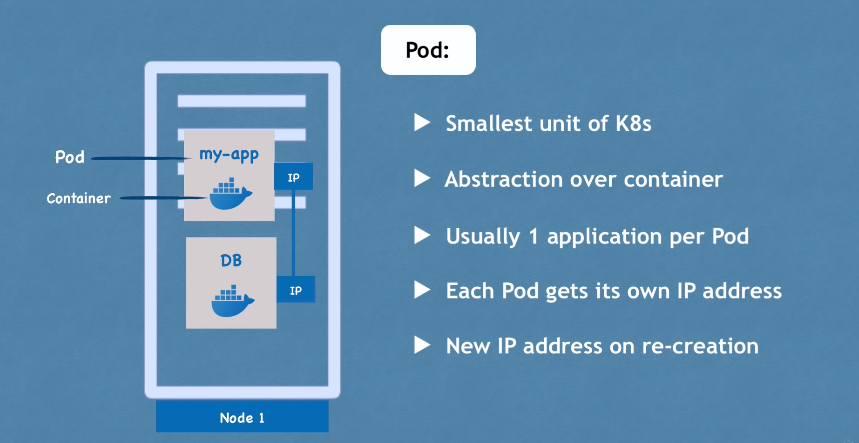 Pod:
Smallest unit of K8s
Abstraction over container
Usually 1 application per Pod
Each Pod gets its own IP address
New IP address on re-creation
Pod
Container
my-app
IP
DB
IP
Node 1